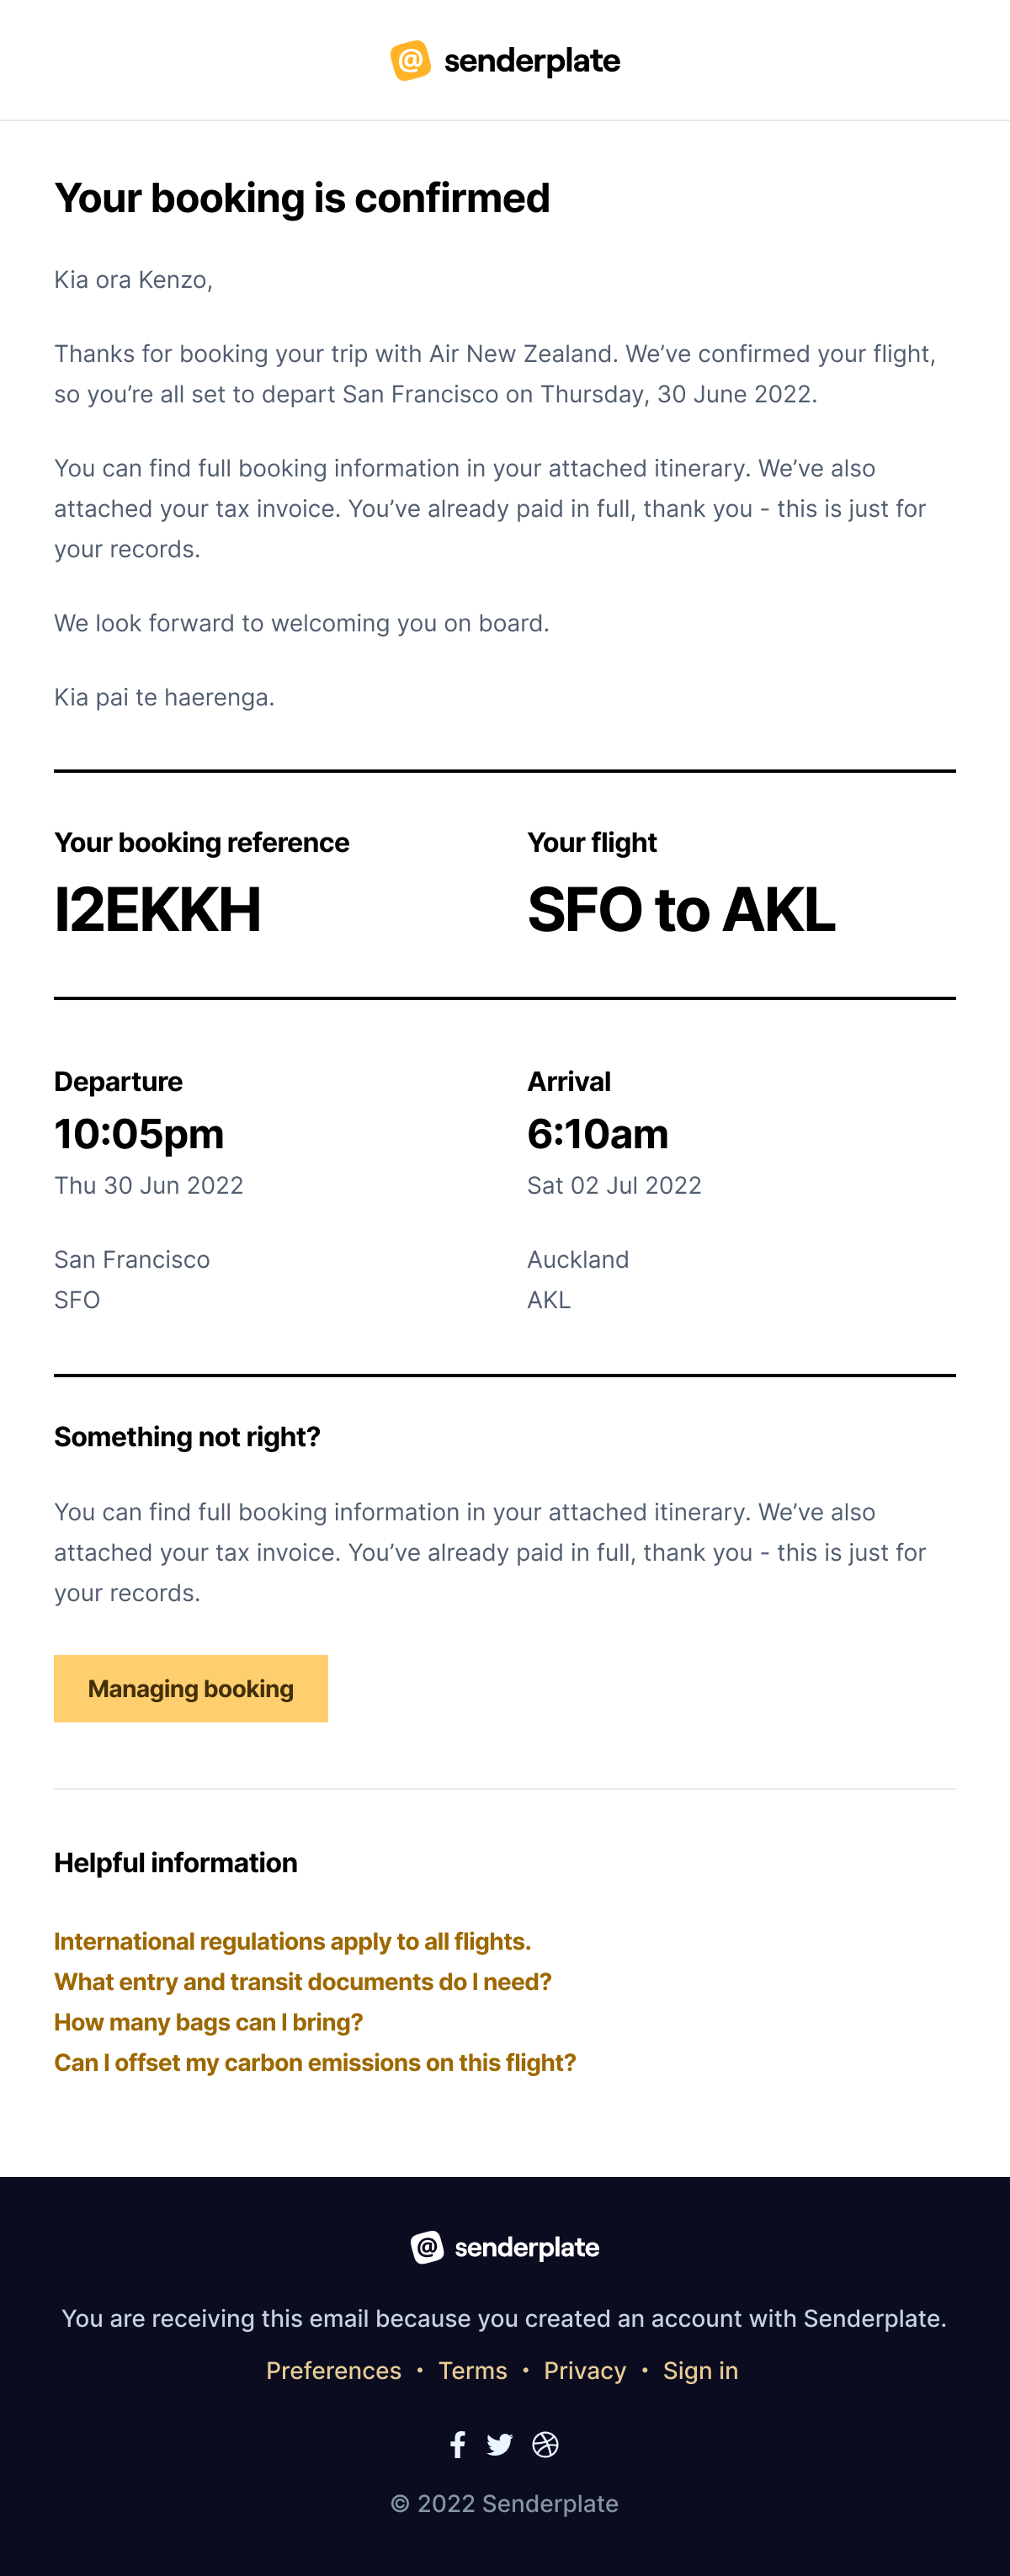 @ senderplate
Your booking is confirmed
Kia ora Kenzo,
Thanks for booking your trip with Air New Zealand. We’ve confirmed your flight,
so you’re all set to depart San Francisco on Thursday, 30 June 2022.
You can find full booking information in your attached itinerary. We’ve also
attached your tax invoice. You’ve already paid in full, thank you - this is just for
your records.
We look forward to welcoming you on board.
Kia pai te haerenga.
Your booking reference
I2EKKH
Your flight
SFO to AKL
Departure
10:05pm
Thu 30 Jun 2022
San Francisco
SFO
Arrival
6:10am
Sat 02 Jul 2022
Auckland
AKL
Something not right?
You can find full booking information in your attached itinerary. We’ve also
attached your tax invoice. You’ve already paid in full, thank you - this is just for
your records.
Managing booking
Helpful information
International regulations apply to all flights.
What entry and transit documents do I need?
How many bags can I bring?
Can I offset my carbon emissions on this flight?
@ senderplate
You are receiving this email because you created an account with Senderplate.
Preferences • Terms • Privacy • Sign in
© 2022 Senderplate